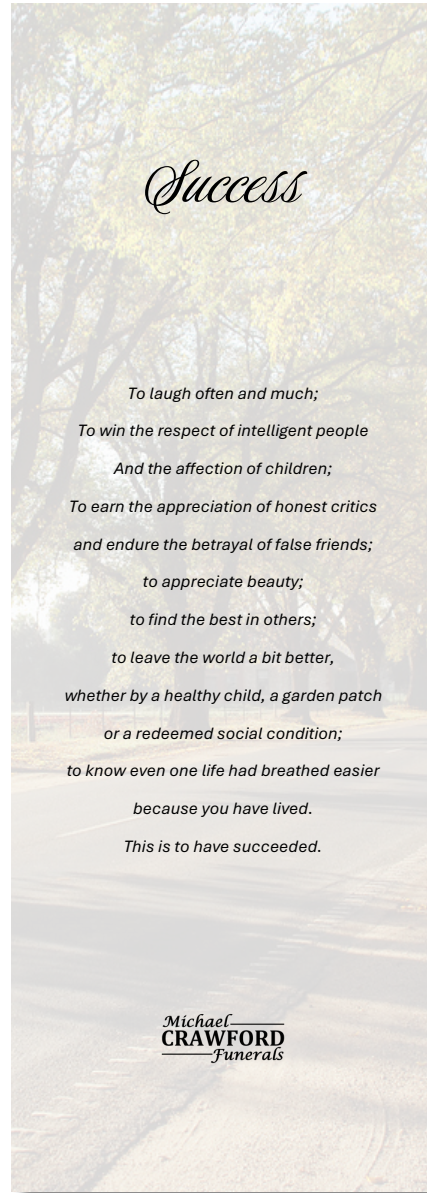 Success
To laugh often and much;
To win the respect of intelligent people
And the affection of children;
To earn the appreciation of honest critics
and endure the betrayal of false friends;
to appreciate beauty;
to find the best in others;
to leave the world a bit better,
whether by a healthy child, a garden patch
or a redeemed social condition;
to know even one life had breathed easier
because you have lived.
This is to have succeeded.
Michael
CRAWFORD
Funerals